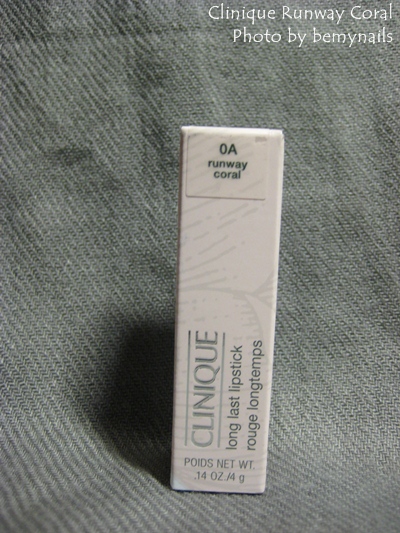 Clinique Runway Coral
Photo by bemynails
0A
runway
coral
CLINIQUE
long last lipstick
rouge longtemps
POIDS NET WT.
.14 OZ./4 g